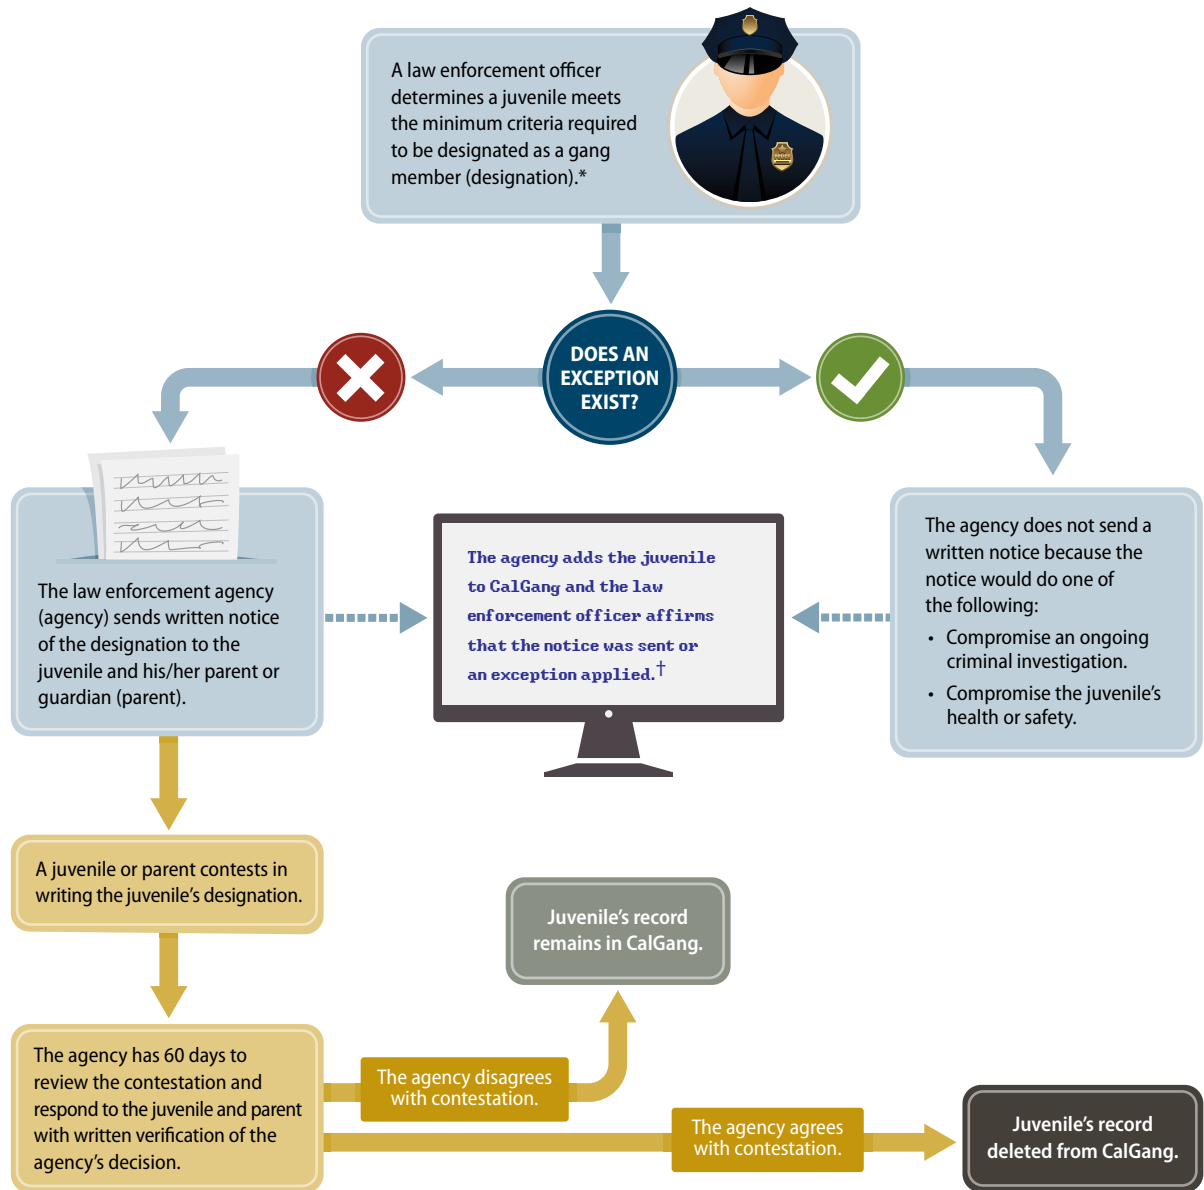 A law enforcement officer
determines a juvenile meets
the minimum criteria required
to be designated as a gang
member (designation).*
DOES AN
EXCEPTION
EXIST?
The law enforcement agency
(agency) sends written notice
of the designation to the
juvenile and his/her parent or
guardian (parent).
The agency adds the juvenile
to CalGang and the law
enforcement officer affirms
that the notice was sent or
an exception applied.†
The agency does not send a
written notice because the
notice would do one of
the following:
• Compromise an ongoing
criminal investigation.
• Compromise the juvenile’s
health or safety.
A juvenile or parent contests in
writing the juvenile’s designation.
Juvenile’s record
remains in CalGang.
The agency has 60 days to
review the contestation and
respond to the juvenile and parent
with written verification of the
agency’s decision.
The agency disagrees
with contestation.
The agency agrees
with contestation.
Juvenile’s record
deleted from CalGang.